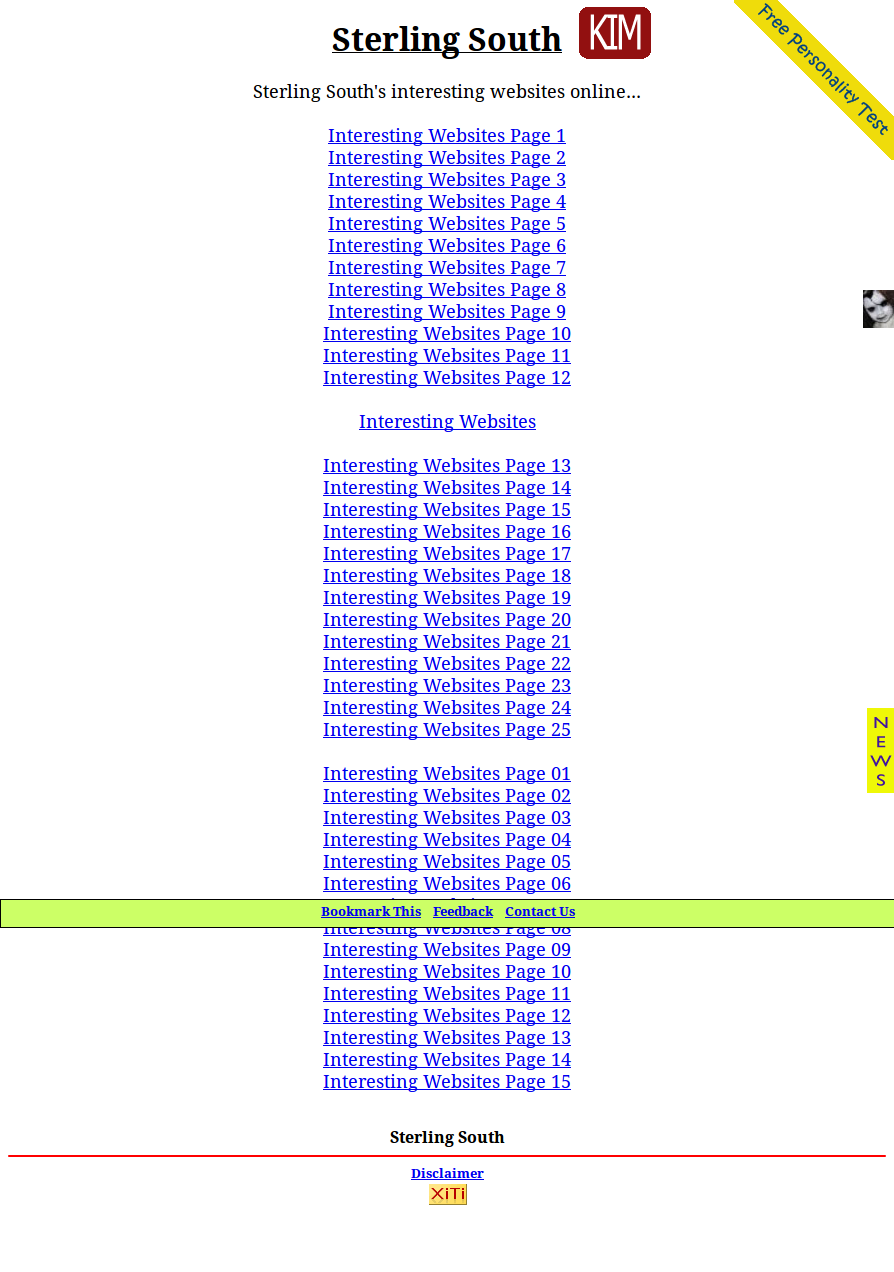 Sterling South KIM
Free Personality Test
Sterling South's interesting websites online...
Interesting Websites Page 1
Interesting Websites Page 2
Interesting Websites Page 3
Interesting Websites Page 4
Interesting Websites Page 5
Interesting Websites Page 6
Interesting Websites Page 7
Interesting Websites Page 8
Interesting Websites Page 9
Interesting Websites Page 10
Interesting Websites Page 11
Interesting Websites Page 12
Interesting Websites
Interesting Websites Page 13
Interesting Websites Page 14
Interesting Websites Page 15
Interesting Websites Page 16
Interesting Websites Page 17
Interesting Websites Page 18
Interesting Websites Page 19
Interesting Websites Page 20
Interesting Websites Page 21
Interesting Websites Page 22
Interesting Websites Page 23
Interesting Websites Page 24
Interesting Websites Page 25
NEWS
Interesting Websites Page 01
Interesting Websites Page 02
Interesting Websites Page 03
Interesting Websites Page 04
Interesting Websites Page 05
Interesting Websites Page 06
Bookmark This Feedback Contact Us
Interesting Websites Page 08
Interesting Websites Page 09
Interesting Websites Page 10
Interesting Websites Page 11
Interesting Websites Page 12
Interesting Websites Page 13
Interesting Websites Page 14
Interesting Websites Page 15
Sterling South
Disclaimer
XiTi